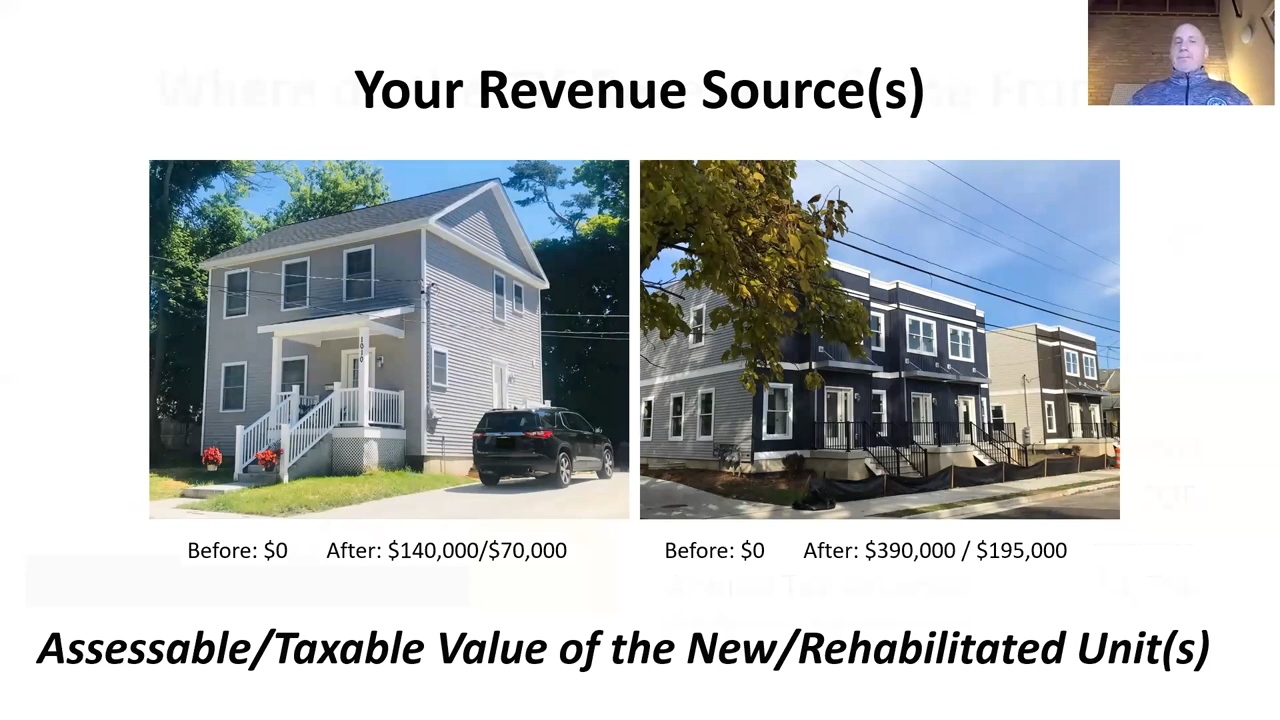 Your Revenue Source(s)
1010
Before: $0 After: $140,000/$70,000
Before: $0 After: $390,000 / $195,000
Assessable/Taxable Value of the New/Rehabilitated Unit(s)